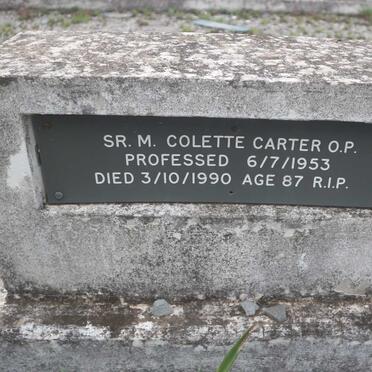 SR. M. COLETTE CARTER O.P.
PROFESSED 6/7/1953
DIED 3/10/1990 AGE 87 R.I.P.